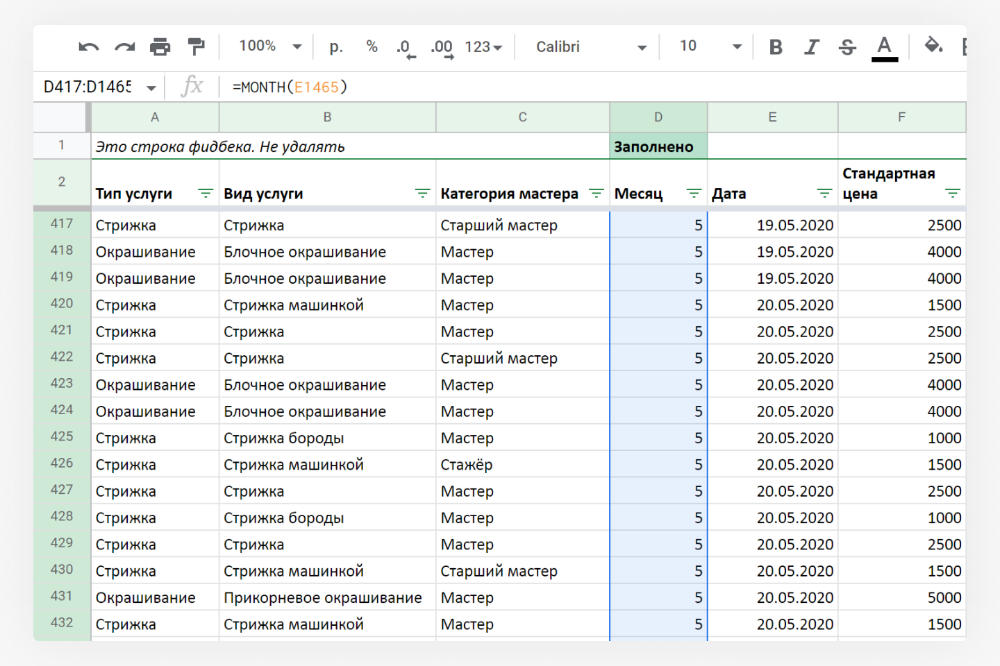 100% р. % .0 .00 123 Calibri 10 B I S A
D417:D1465 fx =MONTH(E1465)
A B C D E F
1 Это строка фидбека. Не удалять Заполнено
2 Тип услуги Вид услуги Категория мастера Месяц Дата Стандартная цена
417 Стрижка Стрижка Старший мастер 5 19.05.2020 2500
418 Окрашивание Блочное окрашивание Мастер 5 19.05.2020 4000
419 Окрашивание Блочное окрашивание Мастер 5 19.05.2020 4000
420 Стрижка Стрижка машинкой Мастер 5 20.05.2020 1500
421 Стрижка Стрижка Мастер 5 20.05.2020 2500
422 Стрижка Стрижка Старший мастер 5 20.05.2020 2500
423 Окрашивание Блочное окрашивание Мастер 5 20.05.2020 4000
424 Окрашивание Блочное окрашивание Мастер 5 20.05.2020 4000
425 Стрижка Стрижка бороды Мастер 5 20.05.2020 1000
426 Стрижка Стрижка машинкой Стажёр 5 20.05.2020 1500
427 Стрижка Стрижка Мастер 5 20.05.2020 2500
428 Стрижка Стрижка бороды Мастер 5 20.05.2020 1000
429 Стрижка Стрижка Мастер 5 20.05.2020 2500
430 Стрижка Стрижка машинкой Старший мастер 5 20.05.2020 1500
431 Окрашивание Прикорневое окрашивание Мастер 5 20.05.2020 5000
432 Стрижка Стрижка машинкой Мастер 5 20.05.2020 1500